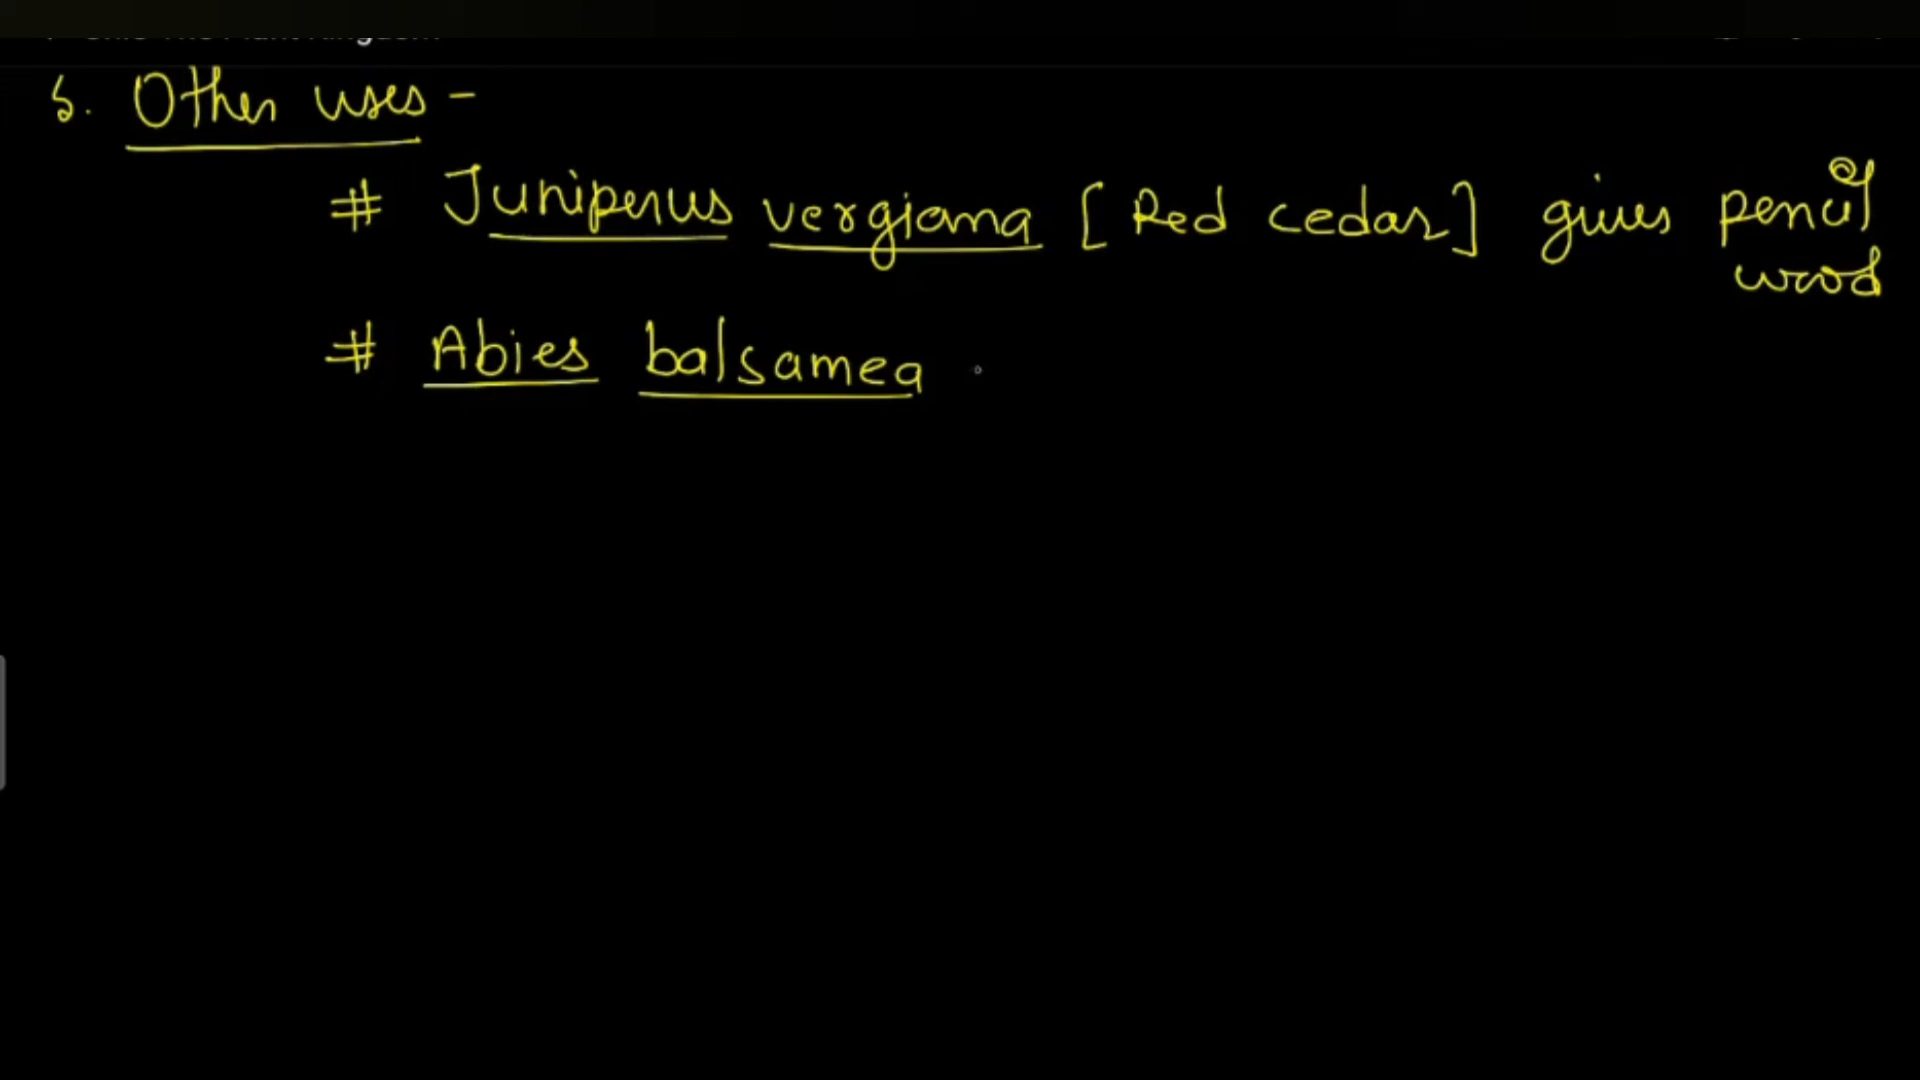 5. Other uses -
# Juniperus vergiana [Red cedar] gives pencil
wood
# Abies balsamea